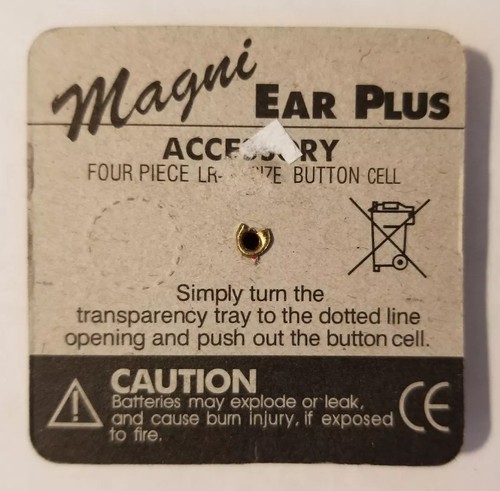 Magni EAR PLUS
ACCESSORY
FOUR PIECE LR- SIZE BUTTON CELL
Simply turn the
transparency tray to the dotted line
opening and push out the button cell.
CAUTION
Batteries may explode or leak,
and cause burn injury, if exposed
to fire.
CE